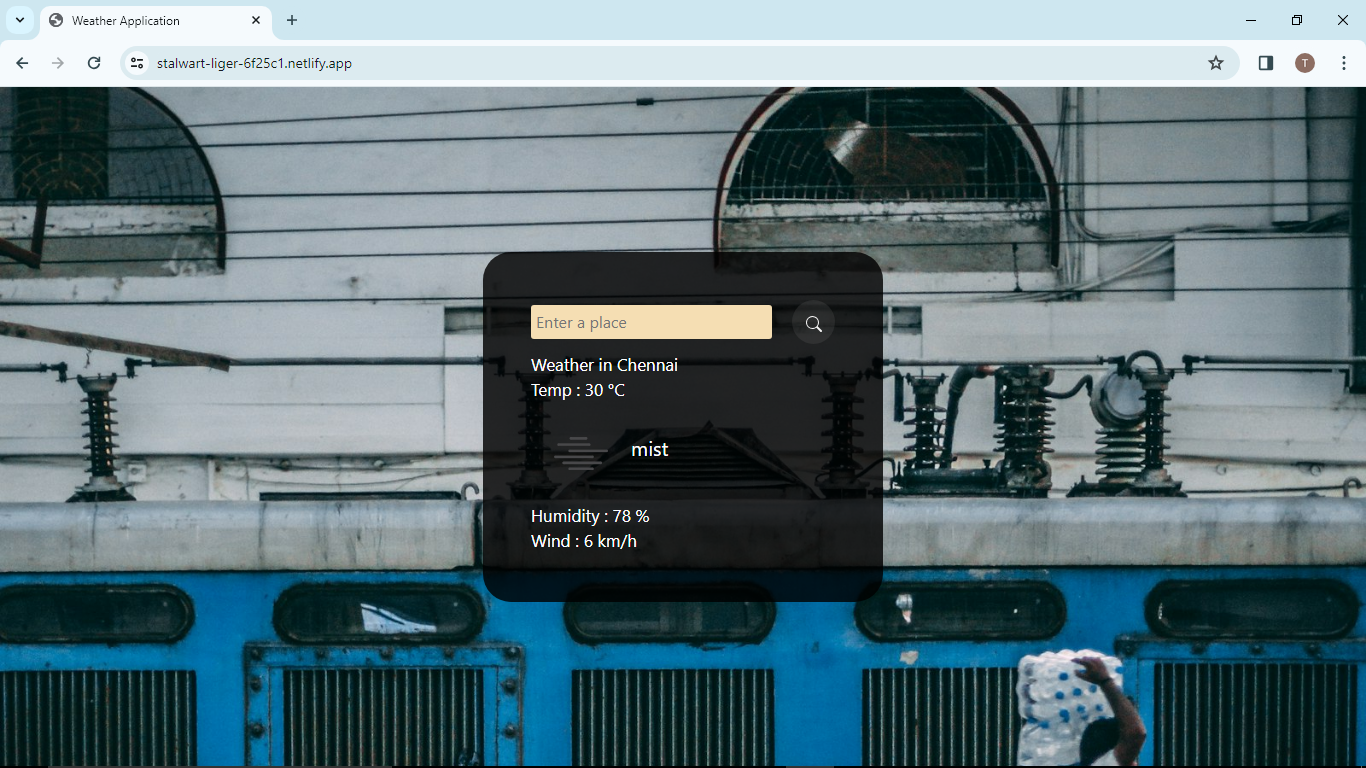 Weather Application
stalwart-liger-6f25c1.netlify.app
T
Enter a place
Weather in Chennai
Temp : 30 °C
mist
Humidity : 78 %
Wind : 6 km/h